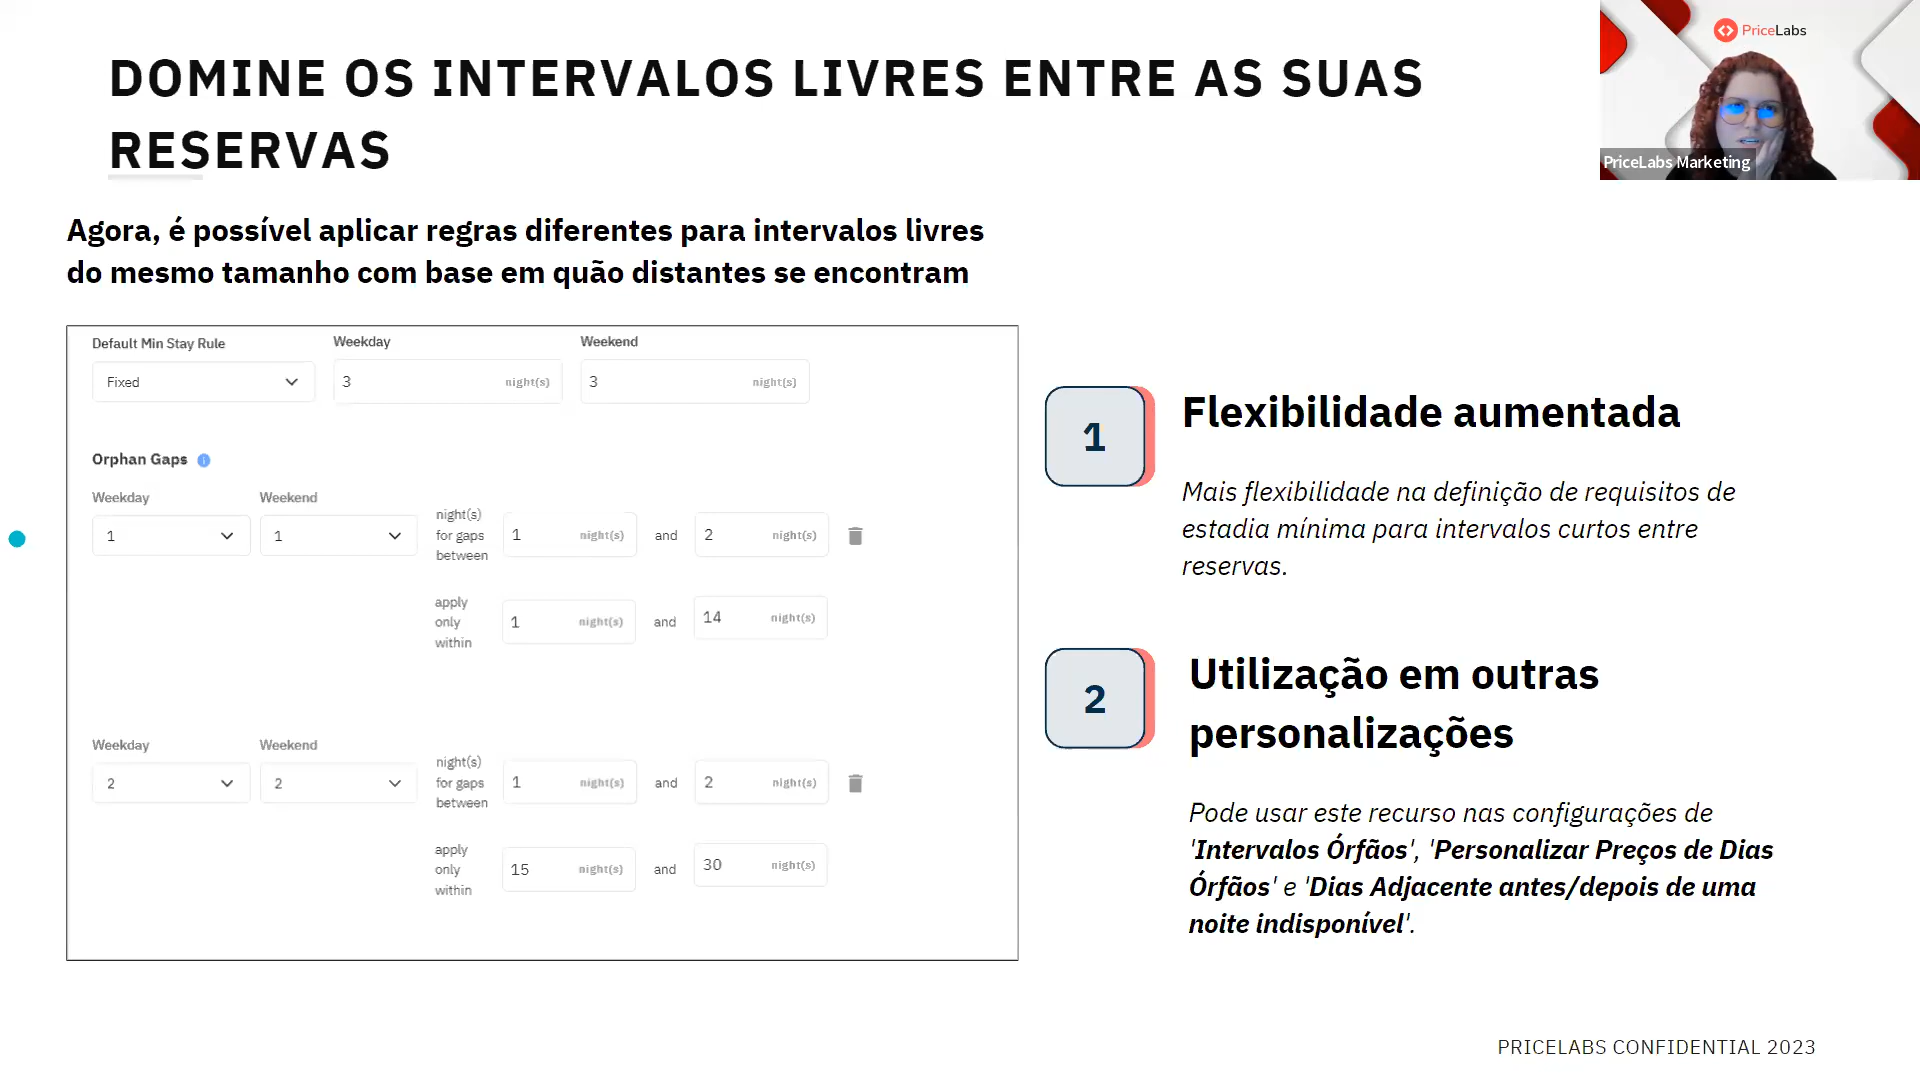 DOMINE OS INTERVALOS LIVRES ENTRE AS SUAS
RESERVAS
PriceLabs
PriceLabs Marketing
Agora, é possível aplicar regras diferentes para intervalos livres
do mesmo tamanho com base em quão distantes se encontram
Default Min Stay Rule
Weekday
Weekend
Fixed
3 night(s)
3 night(s)
Orphan Gaps
Weekday
Weekend
1
1
night(s)
for gaps
between
1 night(s) and 2 night(s)
apply
only
within
1 night(s) and 14 night(s)
Weekday
Weekend
2
2
night(s)
for gaps
between
1 night(s) and 2 night(s)
apply
only
within
15 night(s) and 30 night(s)
1
Flexibilidade aumentada
Mais flexibilidade na definição de requisitos de
estadia mínima para intervalos curtos entre
reservas.
2
Utilização em outras
personalizações
Pode usar este recurso nas configurações de
'Intervalos Órfãos', 'Personalizar Preços de Dias
Órfãos' e 'Dias Adjacente antes/depois de uma
noite indisponível'.
PRICELABS CONFIDENTIAL 2023